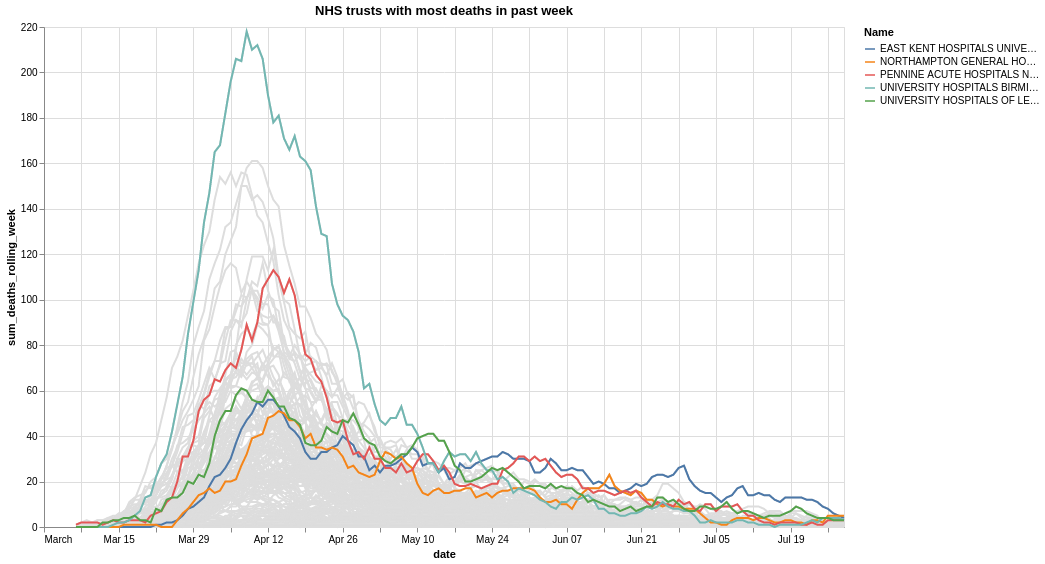 NHS trusts with most deaths in past week
Name
EAST KENT HOSPITALS UNIVE…
NORTHAMPTON GENERAL HO…
PENNINE ACUTE HOSPITALS N…
UNIVERSITY HOSPITALS BIRMI…
UNIVERSITY HOSPITALS OF LE…
sum_deaths_rolling_week
220
200
180
160
140
120
100
80
60
40
20
0
March Mar 15 Mar 29 Apr 12 Apr 26 May 10 May 24 Jun 07 Jun 21 Jul 05 Jul 19
date